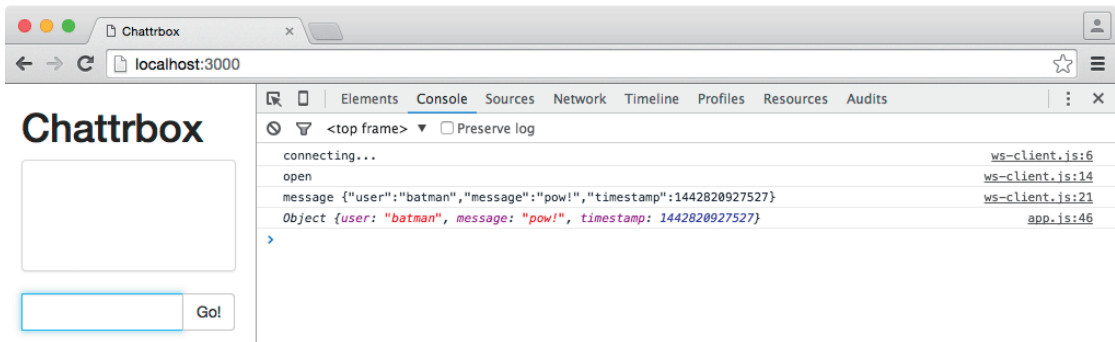 Chattrbox
localhost:3000
Elements Console Sources Network Timeline Profiles Resources Audits
Chattrbox
<top frame> ▼ Preserve log
connecting... ws-client.js:6
open ws-client.js:14
message {"user":"batman","message":"pow!","timestamp":1442820927527} ws-client.js:21
Object {user: "batman", message: "pow!", timestamp: 1442820927527} app.js:46
Go!